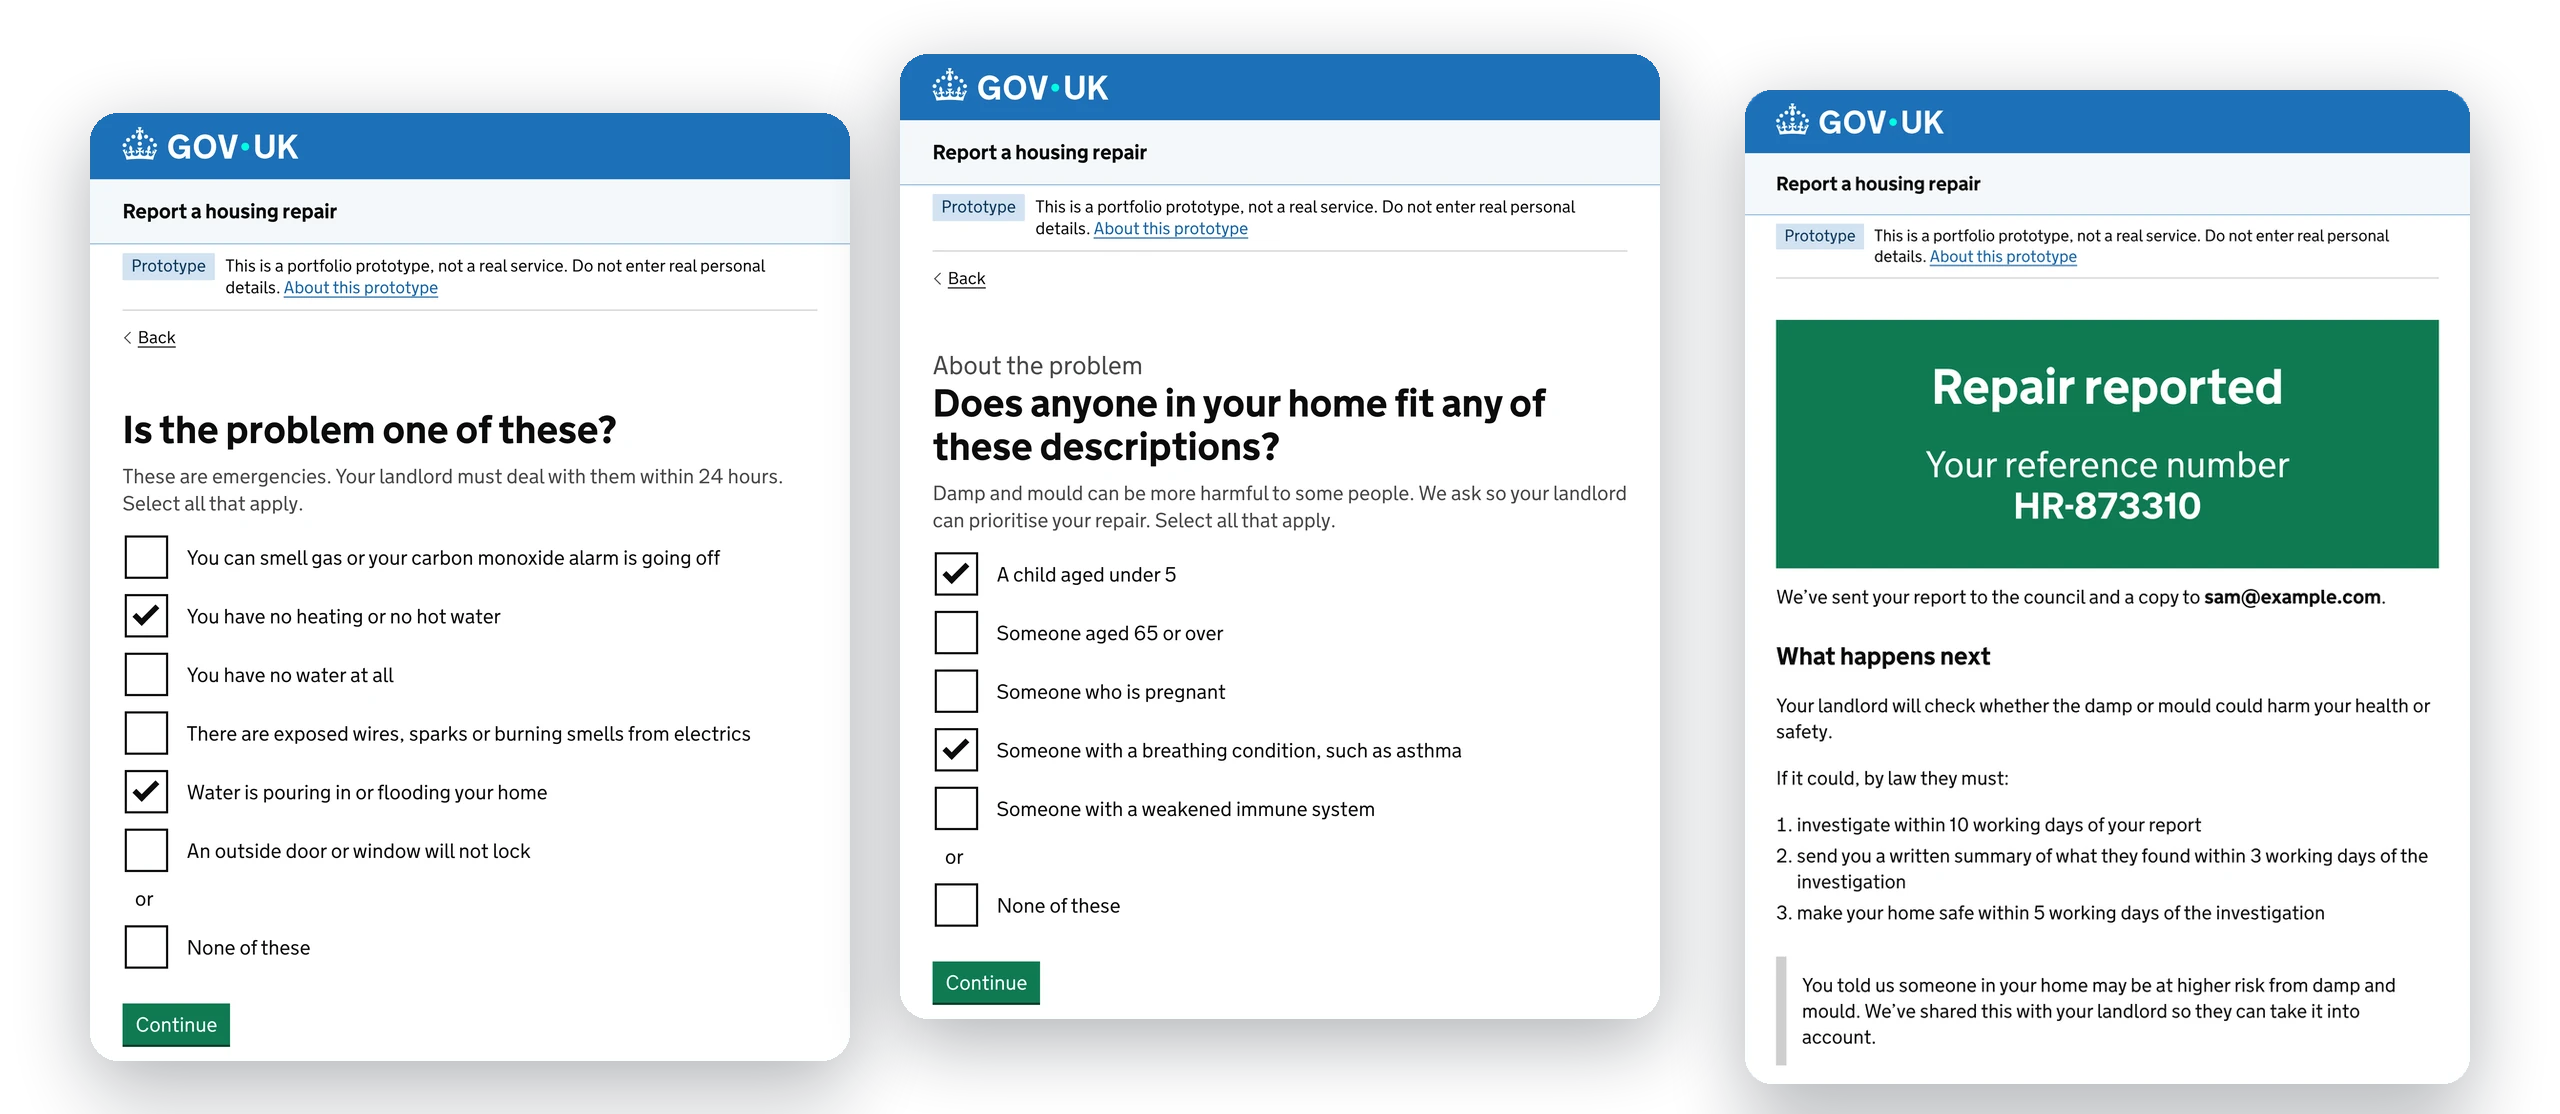 GOV·UK
Report a housing repair
Prototype
This is a portfolio prototype, not a real service. Do not enter real personal
details. About this prototype
Back
Is the problem one of these?
These are emergencies. Your landlord must deal with them within 24 hours.
Select all that apply.
You can smell gas or your carbon monoxide alarm is going off
You have no heating or no hot water
You have no water at all
There are exposed wires, sparks or burning smells from electrics
Water is pouring in or flooding your home
An outside door or window will not lock
or
None of these
Continue
GOV·UK
Report a housing repair
Prototype
This is a portfolio prototype, not a real service. Do not enter real personal
details. About this prototype
Back
About the problem
Does anyone in your home fit any of
these descriptions?
Damp and mould can be more harmful to some people. We ask so your landlord
can prioritise your repair. Select all that apply.
A child aged under 5
Someone aged 65 or over
Someone who is pregnant
Someone with a breathing condition, such as asthma
Someone with a weakened immune system
or
None of these
Continue
GOV·UK
Report a housing repair
Prototype
This is a portfolio prototype, not a real service. Do not enter real personal
details. About this prototype
Repair reported
Your reference number
HR-873310
We’ve sent your report to the council and a copy to sam@example.com.
What happens next
Your landlord will check whether the damp or mould could harm your health or
safety.
If it could, by law they must:
1. investigate within 10 working days of your report
2. send you a written summary of what they found within 3 working days of the
investigation
3. make your home safe within 5 working days of the investigation
You told us someone in your home may be at higher risk from damp and
mould. We’ve shared this with your landlord so they can take it into
account.